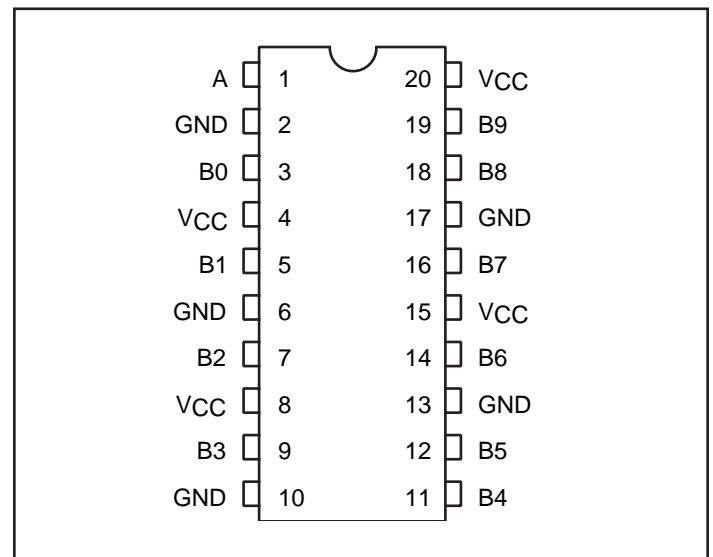 A 1 20 VCC
GND 2 19 B9
B0 3 18 B8
VCC 4 17 GND
B1 5 16 B7
GND 6 15 VCC
B2 7 14 B6
VCC 8 13 GND
B3 9 12 B5
GND 10 11 B4